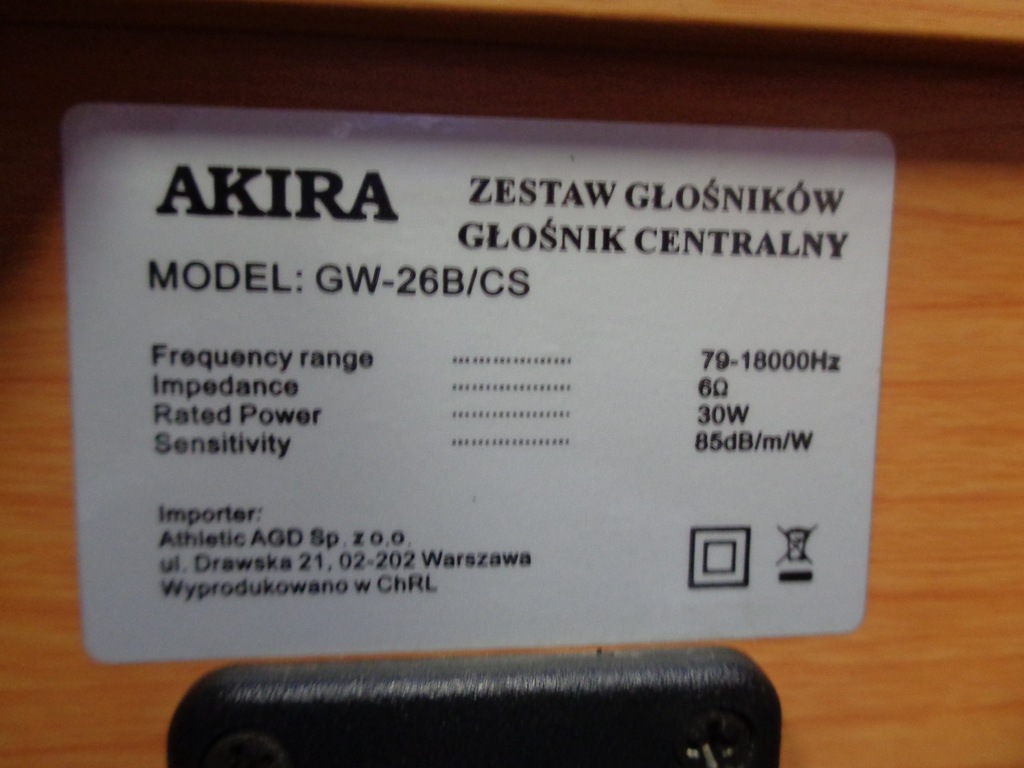 AKIRA
ZESTAW GŁOŚNIKÓW
GŁOŚNIK CENTRALNY
MODEL: GW-26B/CS
Frequency range .................. 79-18000Hz
Impedance .................. 6Ω
Rated Power .................. 30W
Sensitivity .................. 85dB/m/W
Importer:
Athletic AGD Sp. z o.o.
ul. Drawska 21, 02-202 Warszawa
Wyprodukowano w ChRL